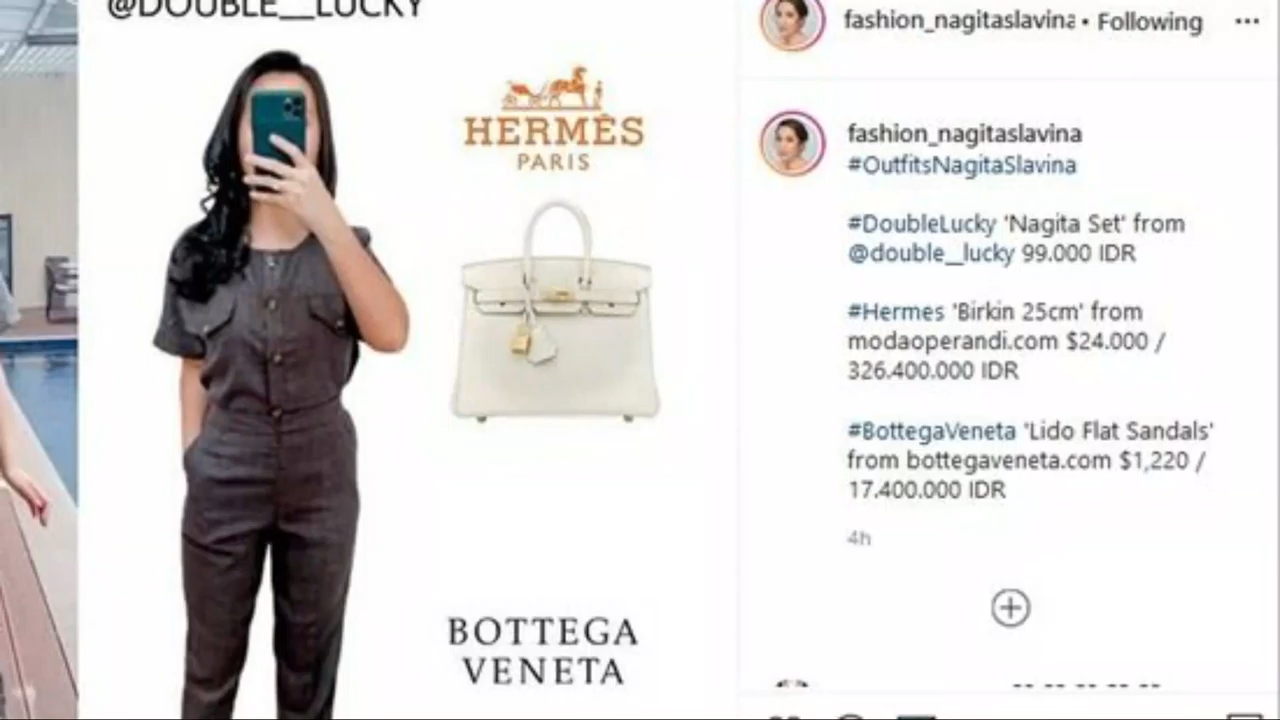 @DOUBLE__LUCKY
HERMÈS
PARIS
BOTTEGA
VENETA
fashion_nagitaslavina • Following
fashion_nagitaslavina
#OutfitsNagitaSlavina
#DoubleLucky 'Nagita Set' from
@double__lucky 99.000 IDR
#Hermes 'Birkin 25cm' from
modaoperandi.com $24.000 /
326.400.000 IDR
#BottegaVeneta 'Lido Flat Sandals'
from bottegaveneta.com $1,220 /
17.400.000 IDR
4h